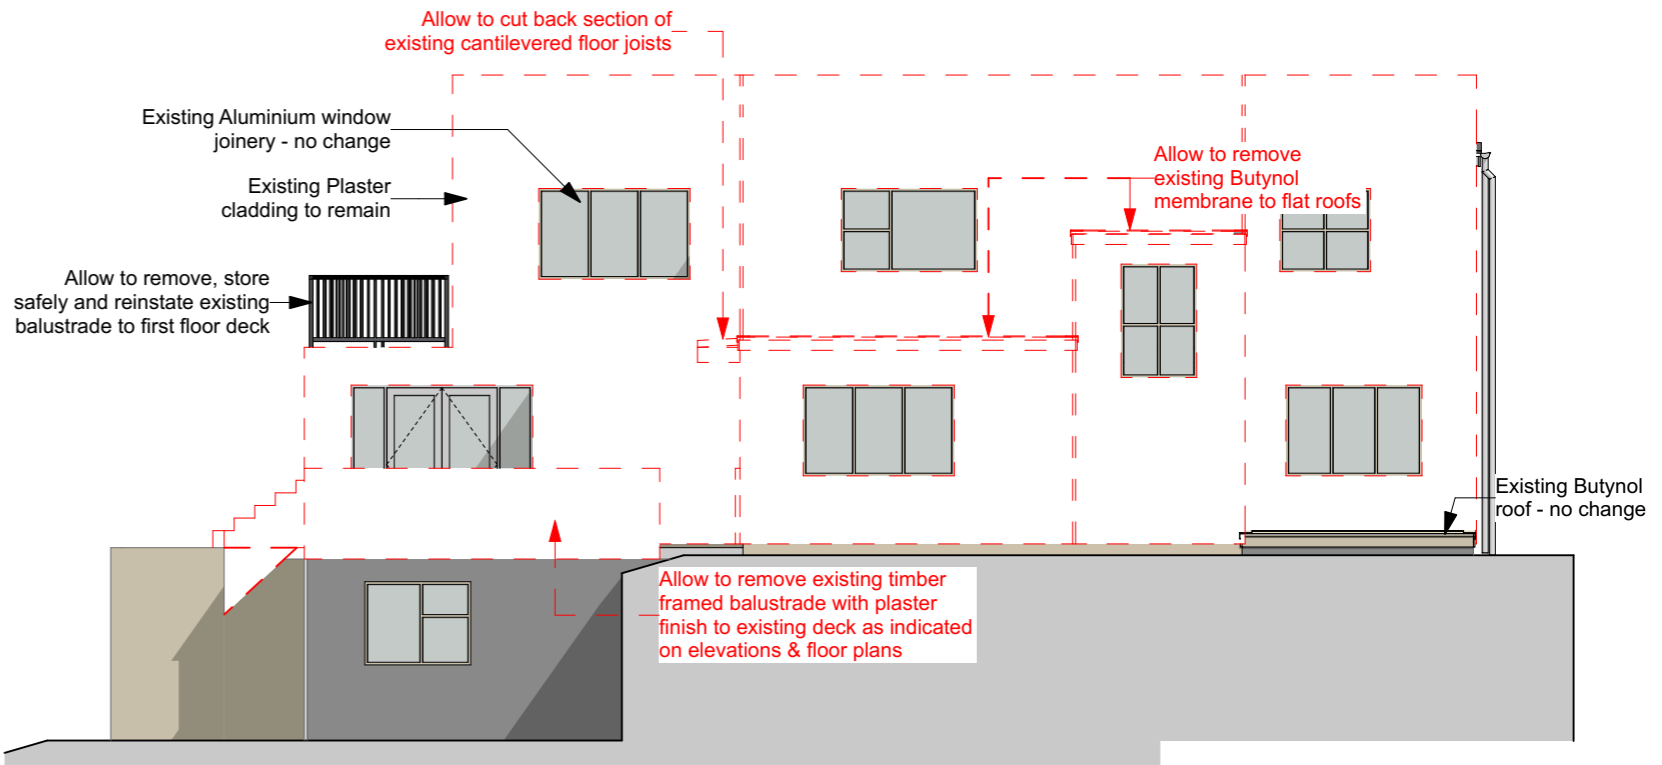 Allow to cut back section of
existing cantilevered floor joists
Existing Aluminium window
joinery - no change
Existing Plaster
cladding to remain
Allow to remove
existing Butynol
membrane to flat roofs
Allow to remove, store
safely and reinstate existing
balustrade to first floor deck
Existing Butynol
roof - no change
Allow to remove existing timber
framed balustrade with plaster
finish to existing deck as indicated
on elevations & floor plans